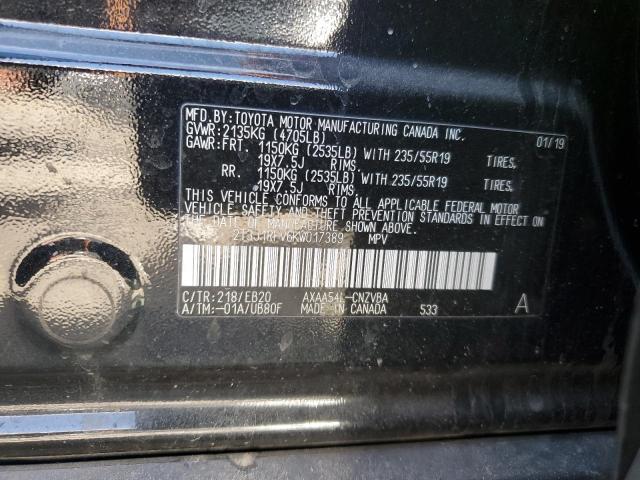 MFD.BY:TOYOTA MOTOR MANUFACTURING CANADA INC.
GVWR:2135KG (4705LB) 01/19
GAWR:FRT. 1150KG (2535LB) WITH 235/55R19 TIRES,
19X7.5J RIMS.
RR. 1150KG (2535LB) WITH 235/55R19 TIRES,
19X7.5J RIMS.
THIS VEHICLE CONFORMS TO ALL APPLICABLE FEDERAL MOTOR
VEHICLE SAFETY AND THEFT PREVENTION STANDARDS IN EFFECT
ON THE DATE OF MANUFACTURE SHOWN ABOVE.
MPV
C/TR:218/EB20 AXAA54L-CNZVBA
A/TM:-01A/UB80F MADE IN CANADA 533 A